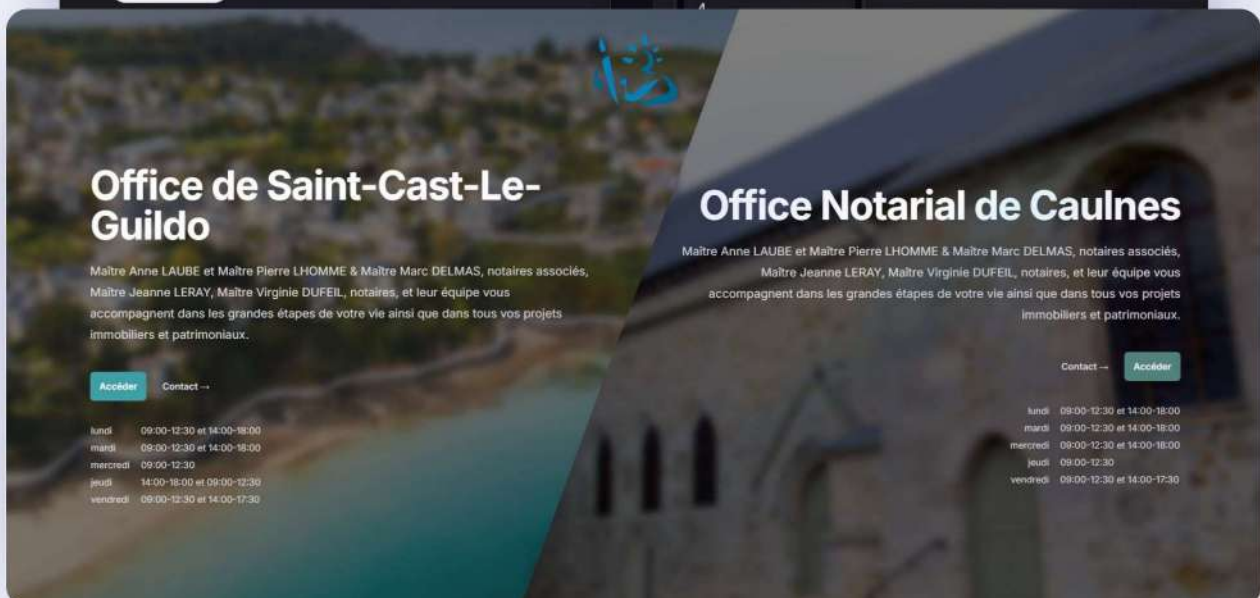 Office de Saint-Cast-Le-
Guildo
Maître Anne LAUBE et Maître Pierre LHOMME & Maître Marc DELMAS, notaires associés,
Maître Jeanne LERAY, Maître Virginie DUFEIL, notaires, et leur équipe vous
accompagnent dans les grandes étapes de votre vie ainsi que dans tous vos projets
immobiliers et patrimoniaux.
Accéder Contact →
lundi 09:00-12:30 et 14:00-18:00
mardi 09:00-12:30 et 14:00-18:00
mercredi 09:00-12:30
jeudi 14:00-18:00 et 09:00-12:30
vendredi 09:00-12:30 et 14:00-17:30
Office Notarial de Caulnes
Maître Anne LAUBE et Maître Pierre LHOMME & Maître Marc DELMAS, notaires associés,
Maître Jeanne LERAY, Maître Virginie DUFEIL, notaires, et leur équipe vous
accompagnent dans les grandes étapes de votre vie ainsi que dans tous vos projets
immobiliers et patrimoniaux.
Contact → Accéder
lundi 09:00-12:30 et 14:00-18:00
mardi 09:00-12:30 et 14:00-18:00
mercredi 09:00-12:30 et 14:00-18:00
jeudi 09:00-12:30
vendredi 09:00-12:30 et 14:00-17:30